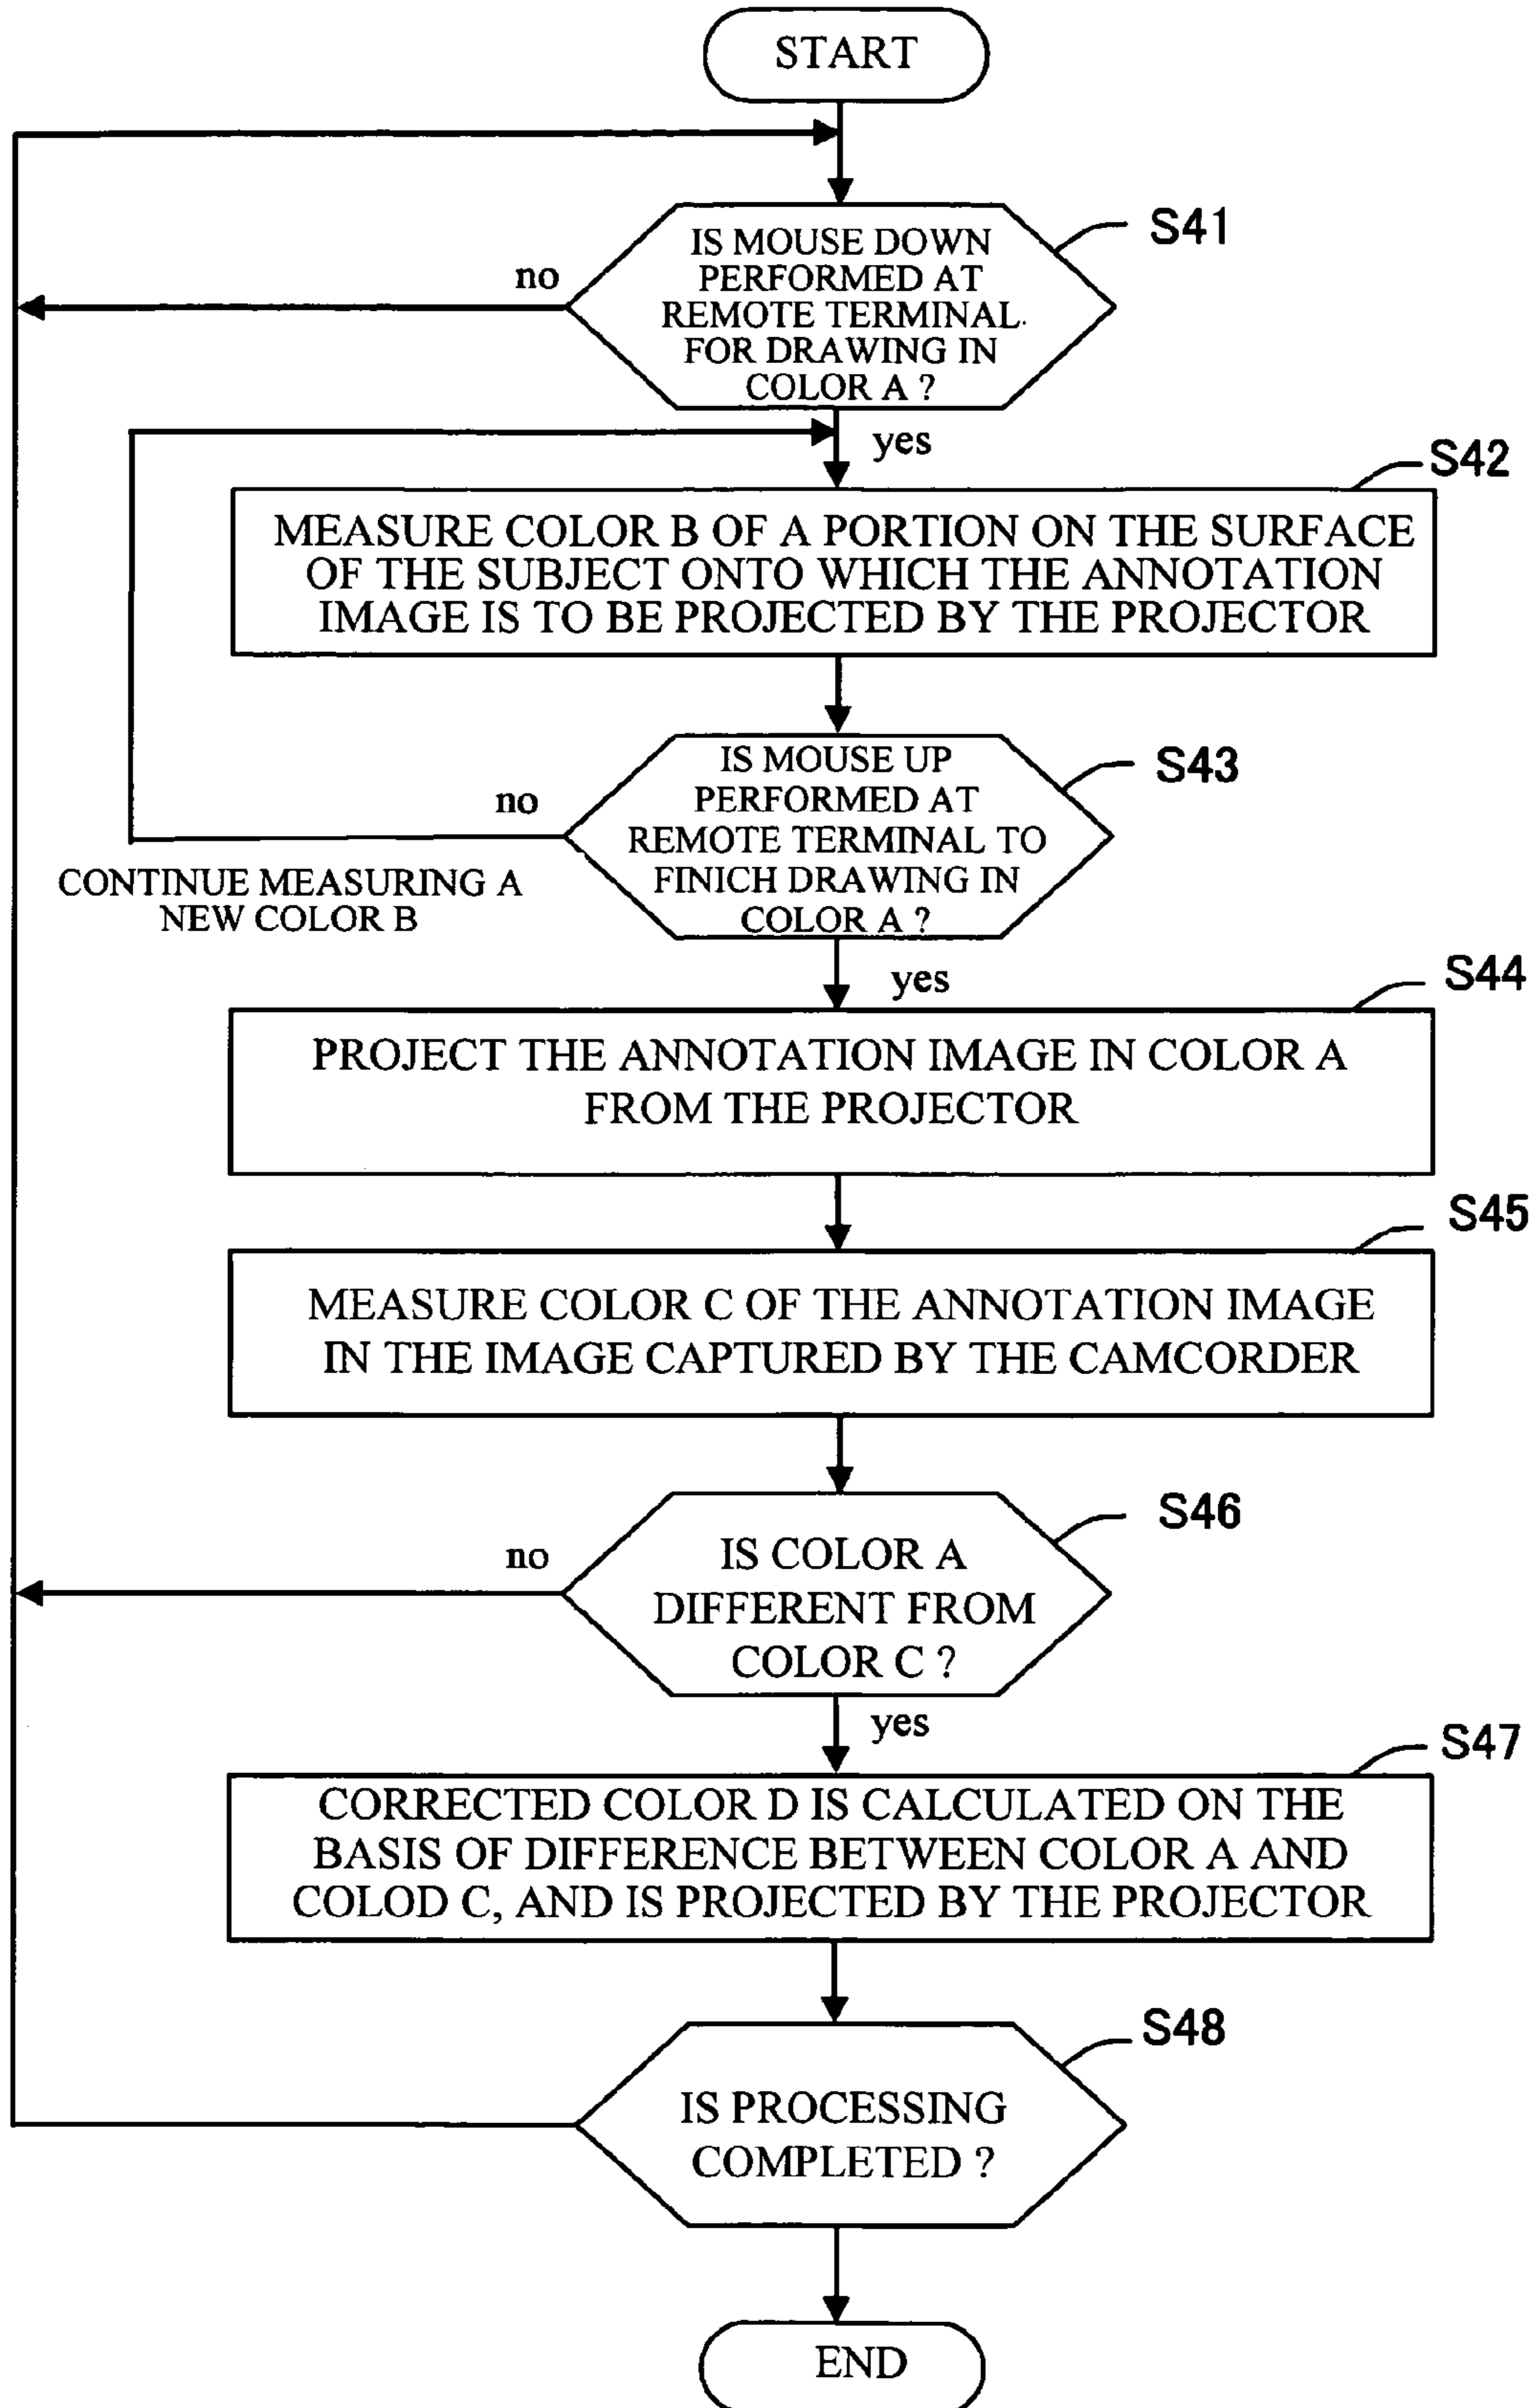 START
S41
IS MOUSE DOWN
PERFORMED AT
REMOTE TERMINAL
FOR DRAWING IN
COLOR A ?
no
yes
S42
MEASURE COLOR B OF A PORTION ON THE SURFACE
OF THE SUBJECT ONTO WHICH THE ANNOTATION
IMAGE IS TO BE PROJECTED BY THE PROJECTOR
S43
IS MOUSE UP
PERFORMED AT
REMOTE TERMINAL TO
FINICH DRAWING IN
COLOR A ?
no
CONTINUE MEASURING A
NEW COLOR B
yes
S44
PROJECT THE ANNOTATION IMAGE IN COLOR A
FROM THE PROJECTOR
S45
MEASURE COLOR C OF THE ANNOTATION IMAGE
IN THE IMAGE CAPTURED BY THE CAMCORDER
S46
IS COLOR A
DIFFERENT FROM
COLOR C ?
no
yes
S47
CORRECTED COLOR D IS CALCULATED ON THE
BASIS OF DIFFERENCE BETWEEN COLOR A AND
COLOD C, AND IS PROJECTED BY THE PROJECTOR
S48
IS PROCESSING
COMPLETED ?
END